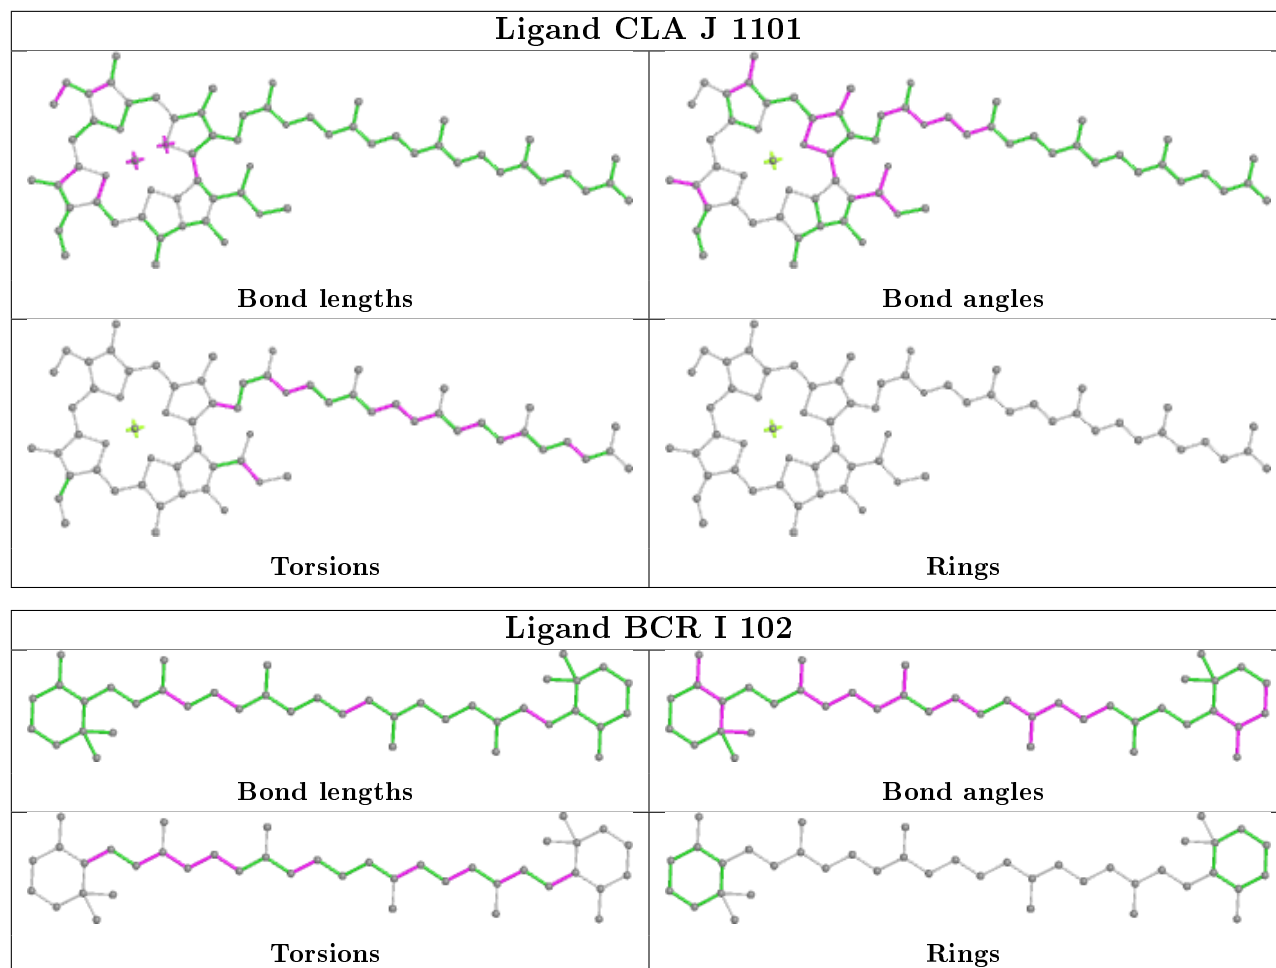 Ligand CLA J 1101
Bond lengths
Bond angles
Torsions
Rings
Ligand BCR I 102
Bond lengths
Bond angles
Torsions
Rings